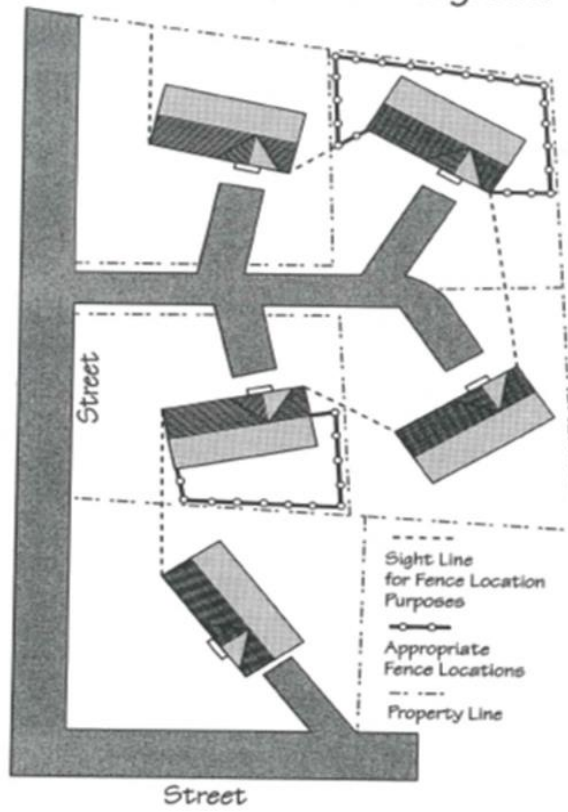 Street
Sight Line
for Fence Location
Purposes
Appropriate
Fence Locations
Property Line
Street